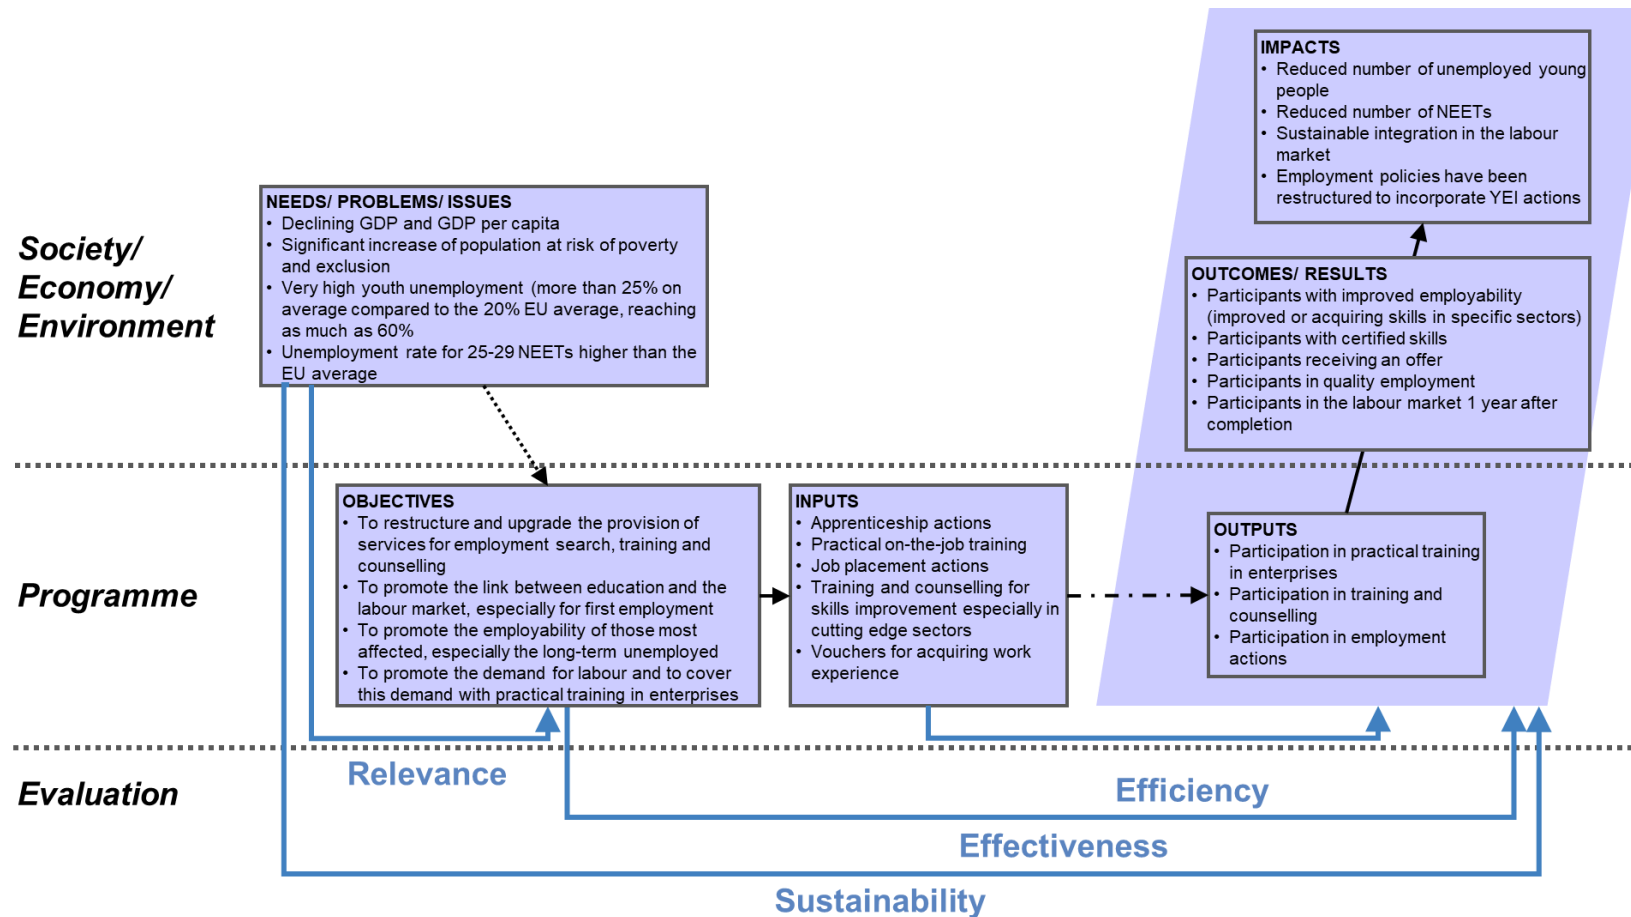 IMPACTS
• Reduced number of unemployed young
people
• Reduced number of NEETs
• Sustainable integration in the labour
market
• Employment policies have been
restructured to incorporate YEI actions
NEEDS/ PROBLEMS/ ISSUES
• Declining GDP and GDP per capita
• Significant increase of population at risk of poverty
and exclusion
• Very high youth unemployment (more than 25% on
average compared to the 20% EU average, reaching
as much as 60%
• Unemployment rate for 25-29 NEETs higher than the
EU average
Society/
Economy/
Environment
OUTCOMES/ RESULTS
• Participants with improved employability
(improved or acquiring skills in specific sectors)
• Participants with certified skills
• Participants receiving an offer
• Participants in quality employment
• Participants in the labour market 1 year after
completion
Programme
OBJECTIVES
• To restructure and upgrade the provision of
services for employment search, training and
counselling
• To promote the link between education and the
labour market, especially for first employment
• To promote the employability of those most
affected, especially the long-term unemployed
• To promote the demand for labour and to cover
this demand with practical training in enterprises
INPUTS
• Apprenticeship actions
• Practical on-the-job training
• Job placement actions
• Training and counselling for
skills improvement especially in
cutting edge sectors
• Vouchers for acquiring work
experience
OUTPUTS
• Participation in practical training
in enterprises
• Participation in training and
counselling
• Participation in employment
actions
Evaluation
Relevance
Efficiency
Effectiveness
Sustainability